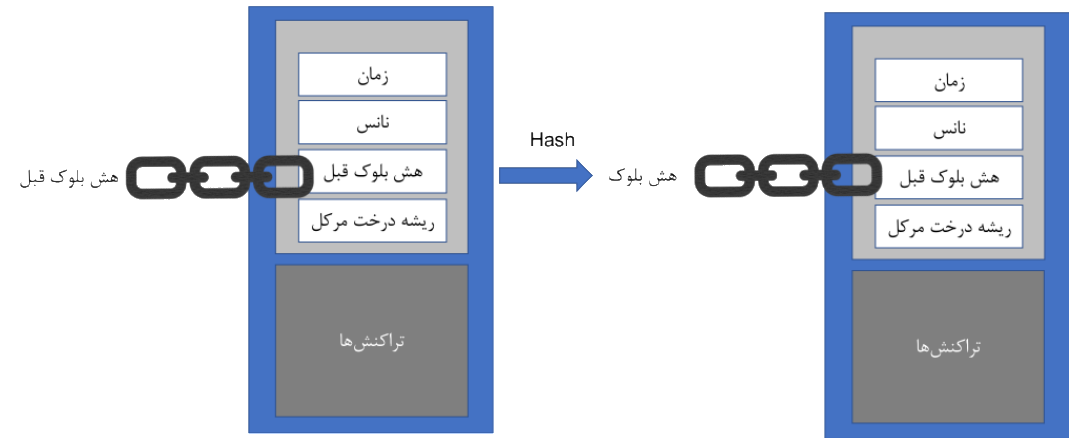 زمان
نانس
هش بلوک قبل
هش بلوک قبل
ریشه درخت مرکل
تراکنش‌ها
Hash
هش بلوک
زمان
نانس
هش بلوک قبل
ریشه درخت مرکل
تراکنش‌ها